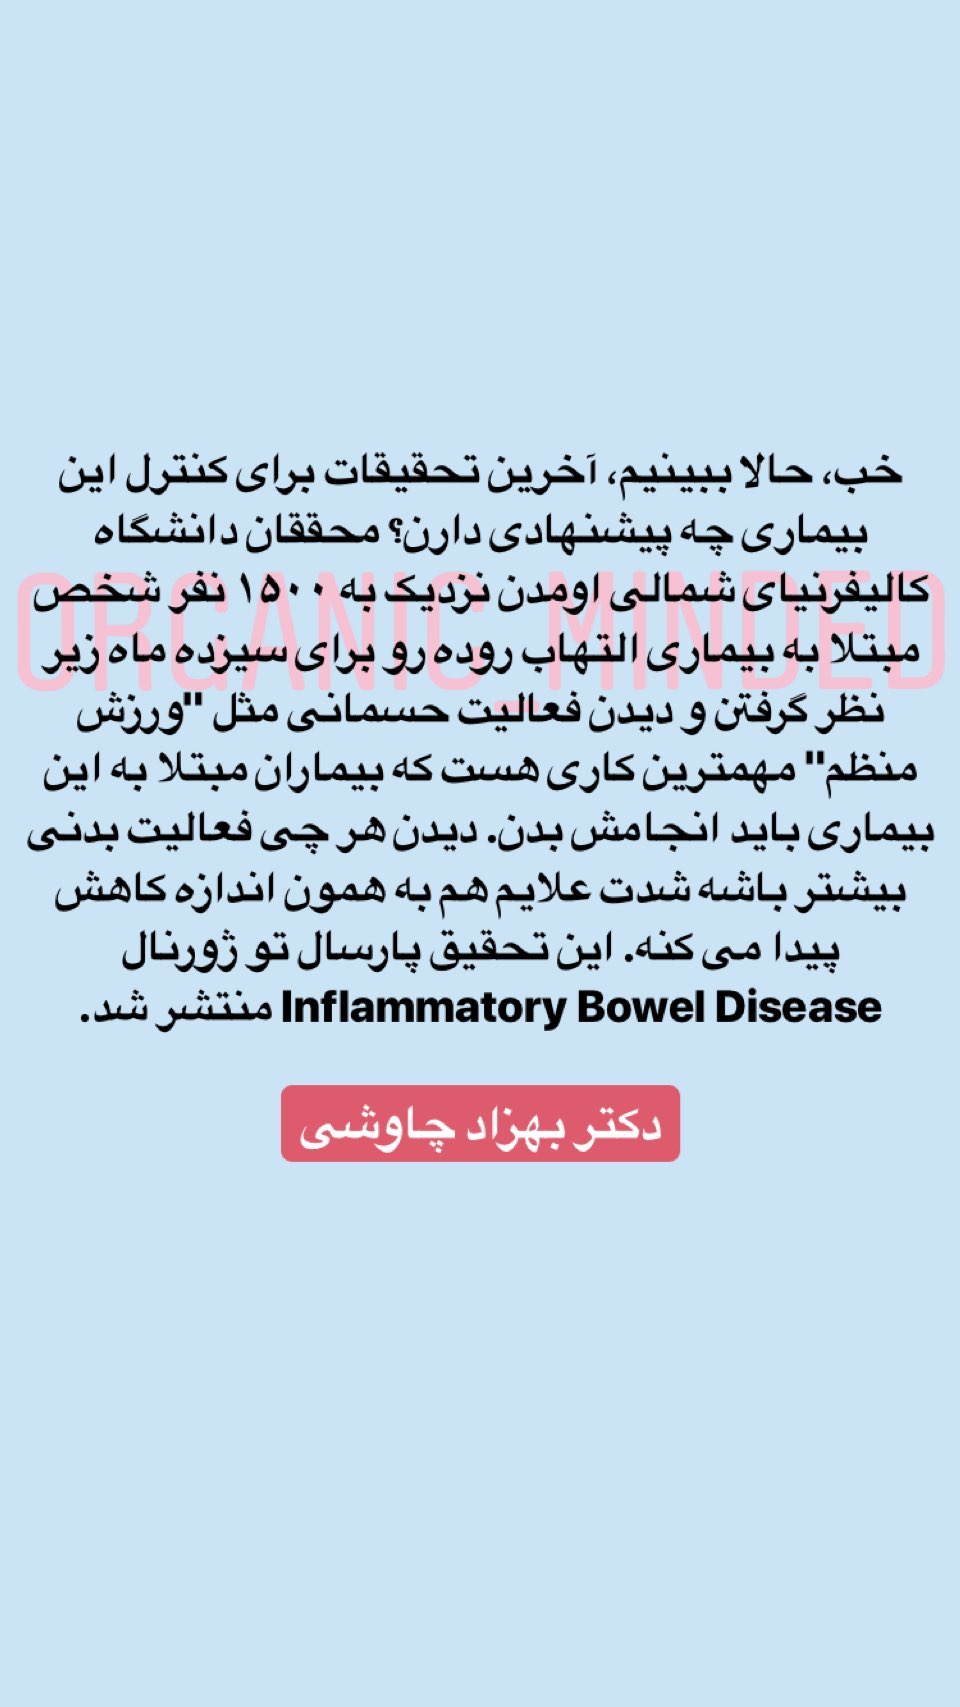 خب، حالا ببینیم، آخرین تحقیقات برای کنترل این
بیماری چه پیشنهادی دارن؟ محققان دانشگاه
کالیفرنیای شمالی اومدن نزدیک به ۱۵۰۰ نفر شخص
مبتلا به بیماری التهاب روده رو برای سیزده ماه زیر
نظر گرفتن و دیدن فعالیت حسمانی مثل "ورزش
منظم" مهمترین کاری هست که بیماران مبتلا به این
بیماری باید انجامش بدن. دیدن هر چی فعالیت بدنی
بیشتر باشه شدت علایم هم به همون اندازه کاهش
پیدا می کنه. این تحقیق پارسال تو ژورنال
Inflammatory Bowel Disease منتشر شد.
ORGANIC_MINDED
دکتر بهزاد چاوشی